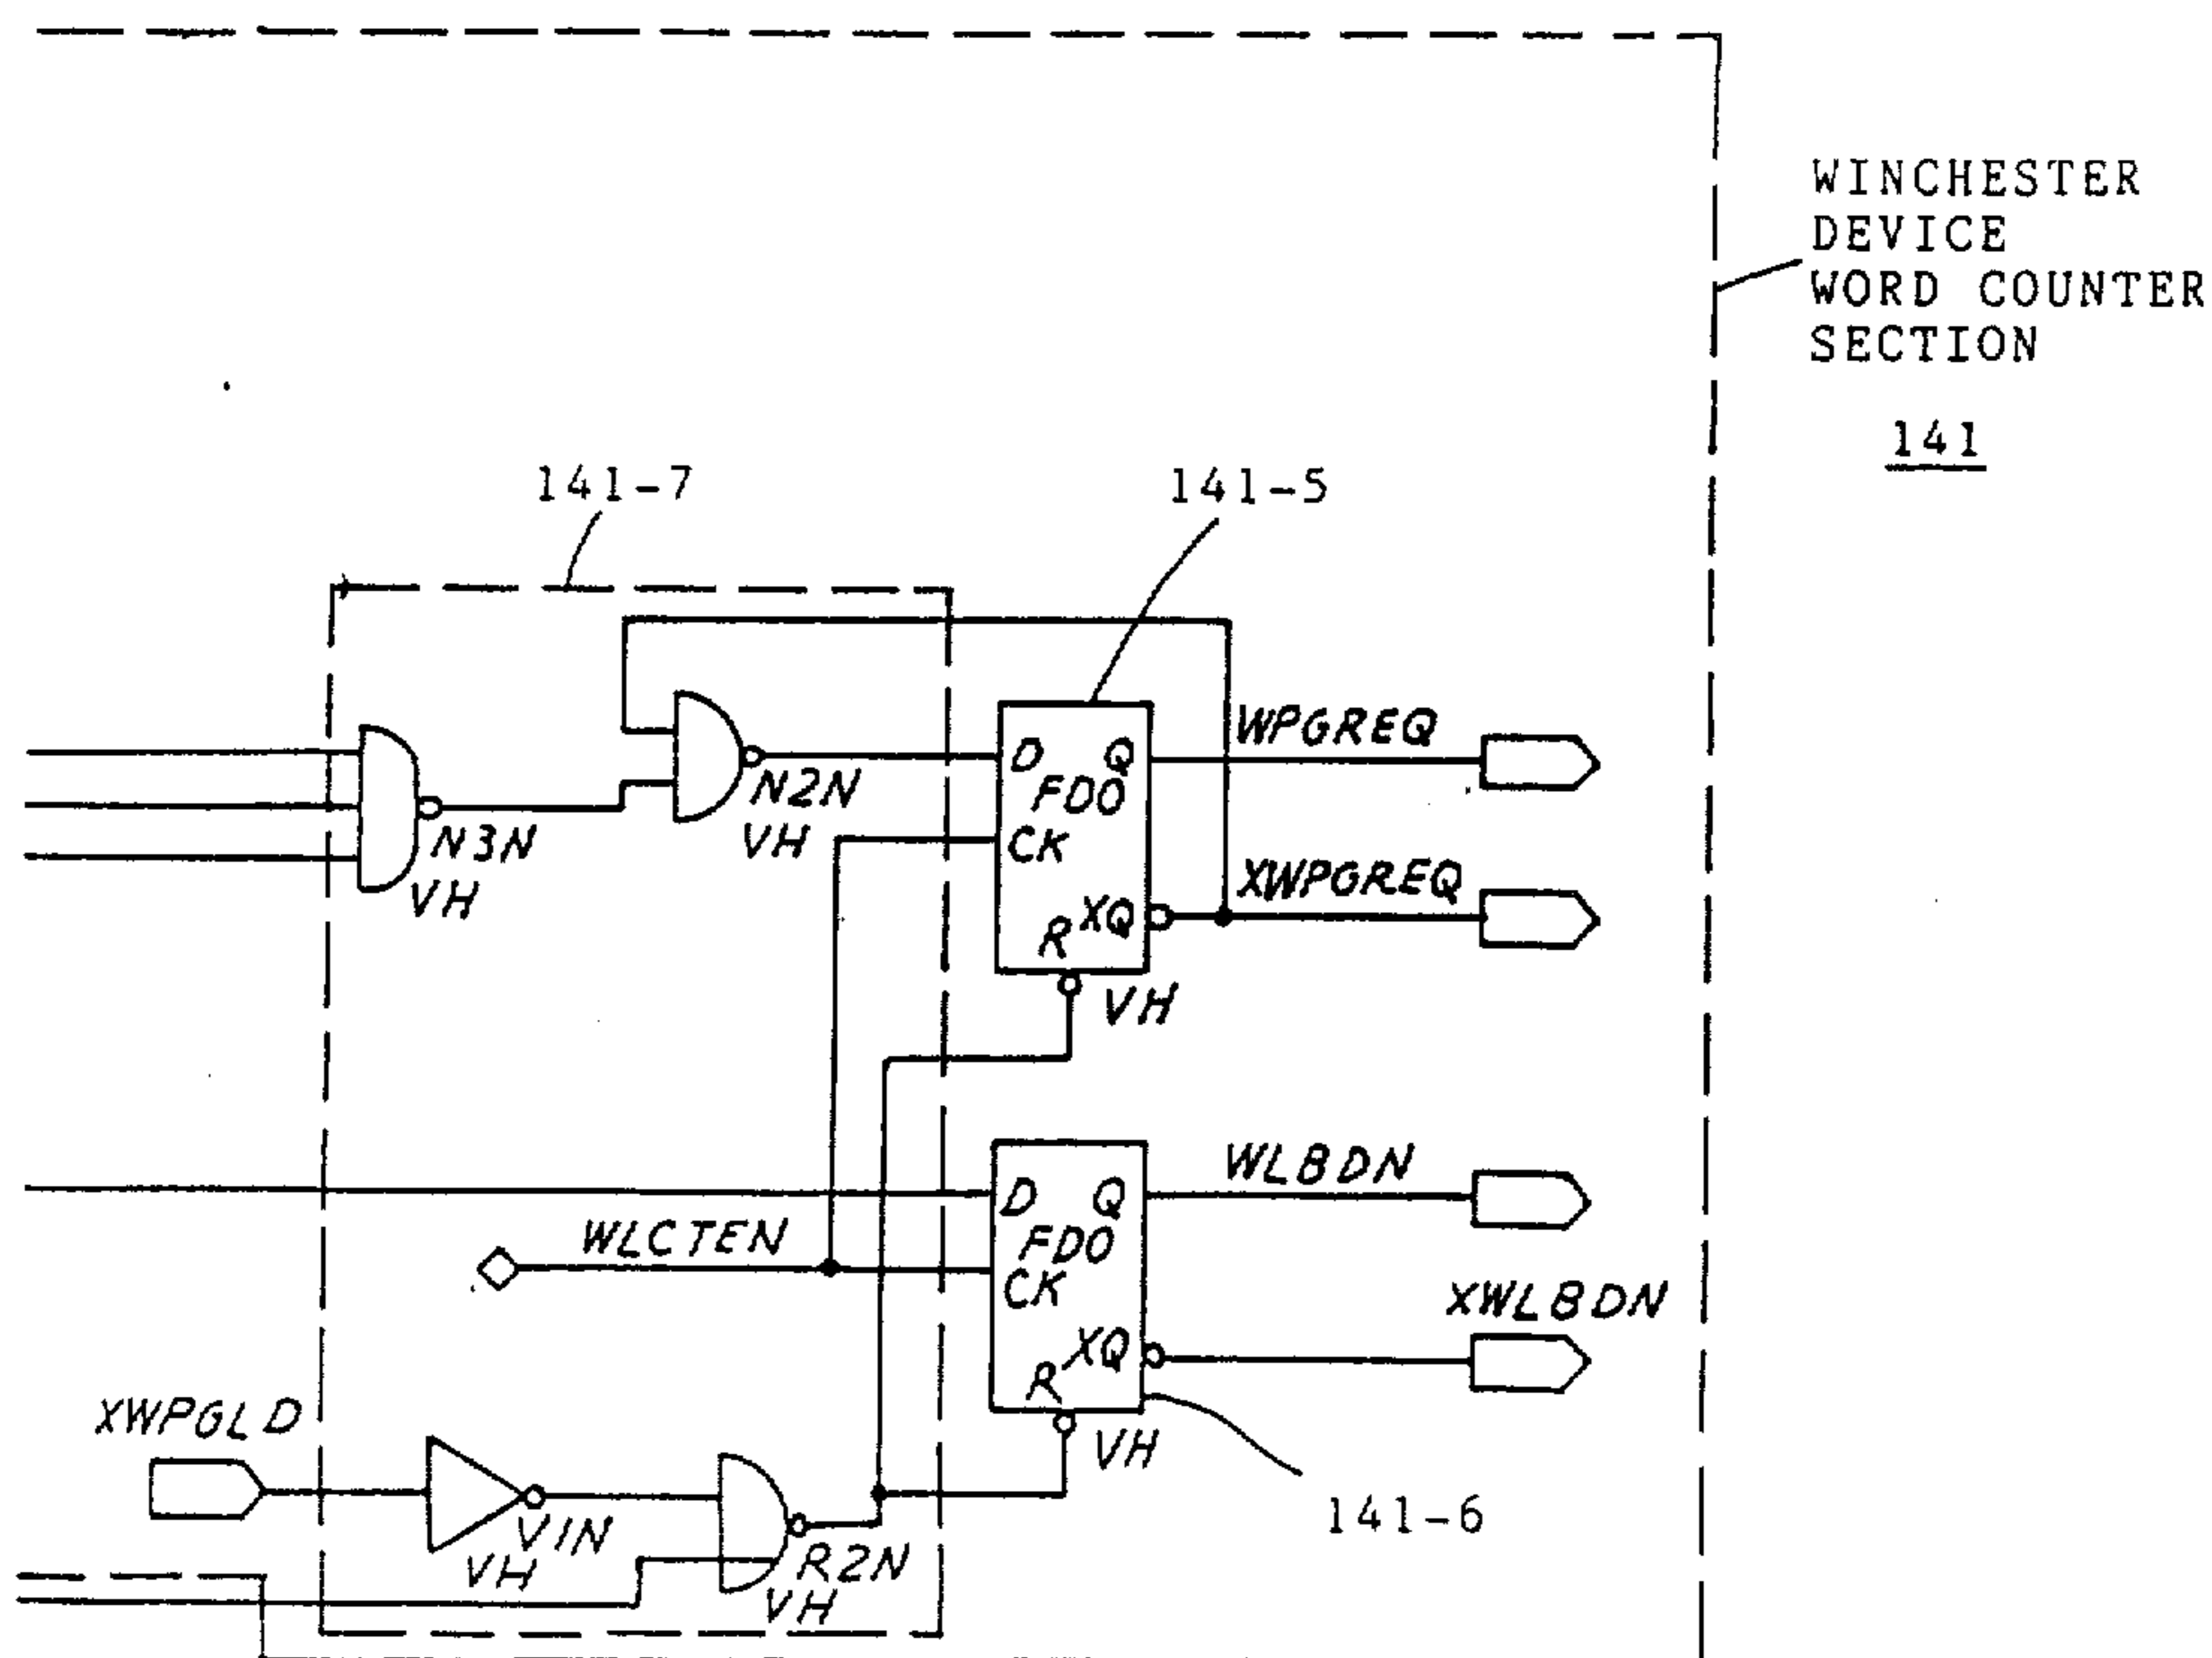 WINCHESTER
DEVICE
WORD COUNTER
SECTION
141
141-7
141-5
N3N
VH
N2N
VH
D Q
FDO
CK
XQ
R
VH
WPGREQ
XWPGREQ
D Q
FDO
CK
XQ
R
VH
WLBDN
XWLBDN
WLCTEN
XWPGLD
VIN
VH
R2N
VH
141-6